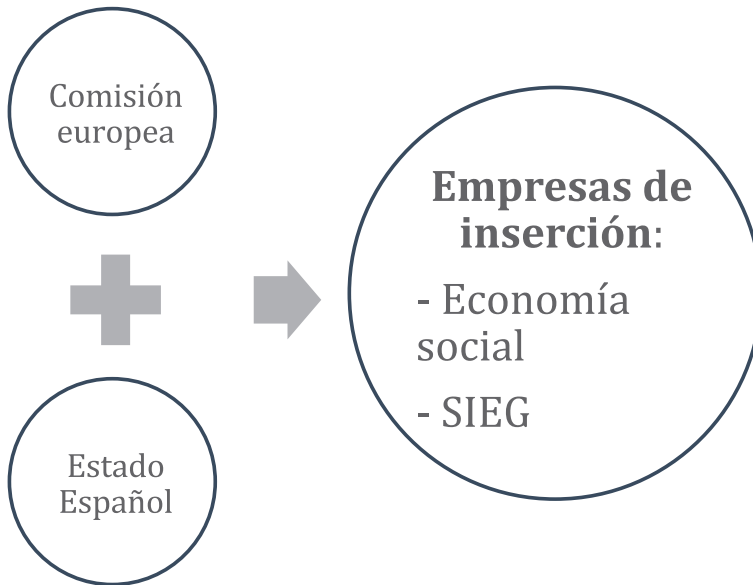 Comisión
europea
Estado
Español
Empresas de
inserción:
- Economía
social
- SIEG